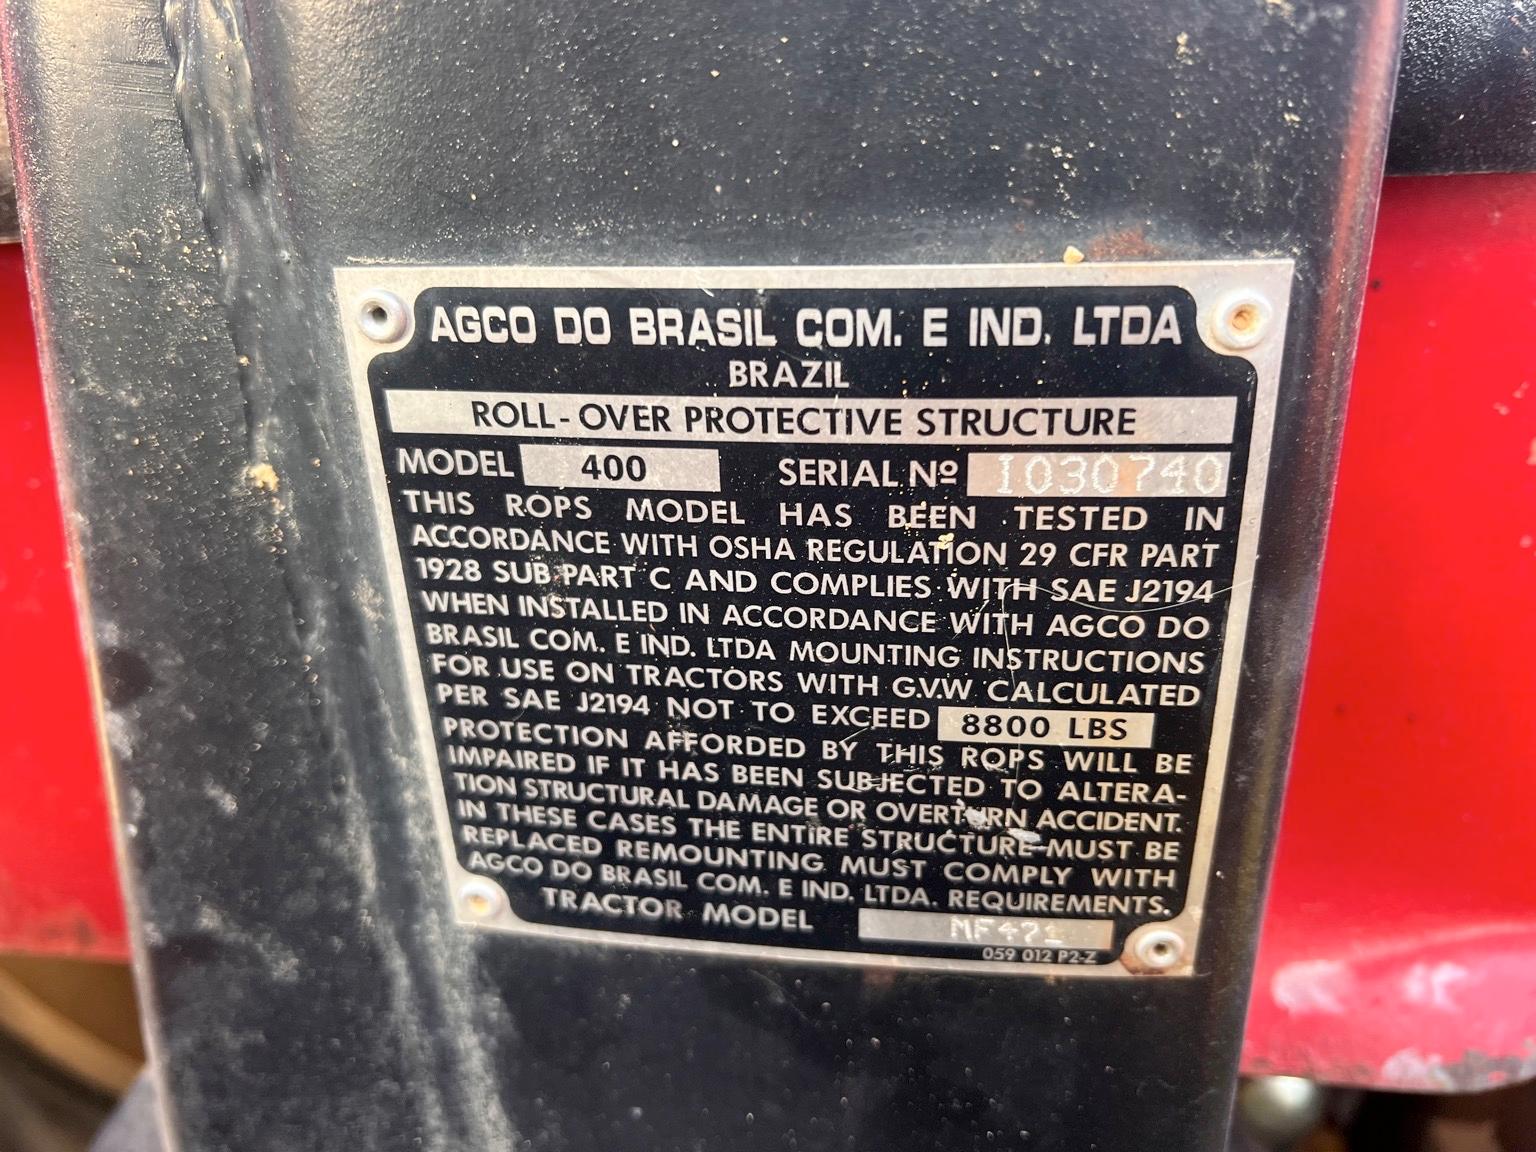 AGCO DO BRASIL COM. E IND. LTDA
BRAZIL
ROLL-OVER PROTECTIVE STRUCTURE
MODEL 400 SERIAL Nº 1030740
THIS ROPS MODEL HAS BEEN TESTED IN
ACCORDANCE WITH OSHA REGULATION 29 CFR PART
1928 SUB PART C AND COMPLIES WITH SAE J2194
WHEN INSTALLED IN ACCORDANCE WITH AGCO DO
BRASIL COM. E IND. LTDA MOUNTING INSTRUCTIONS
FOR USE ON TRACTORS WITH G.V.W CALCULATED
PER SAE J2194 NOT TO EXCEED 8800 LBS
PROTECTION AFFORDED BY THIS ROPS WILL BE
IMPAIRED IF IT HAS BEEN SUBJECTED TO ALTERA-
TION STRUCTURAL DAMAGE OR OVERTURN ACCIDENT.
IN THESE CASES THE ENTIRE STRUCTURE MUST BE
REPLACED REMOUNTING MUST COMPLY WITH
AGCO DO BRASIL COM. E IND. LTDA. REQUIREMENTS.
TRACTOR MODEL MF471
059 012 P2-Z